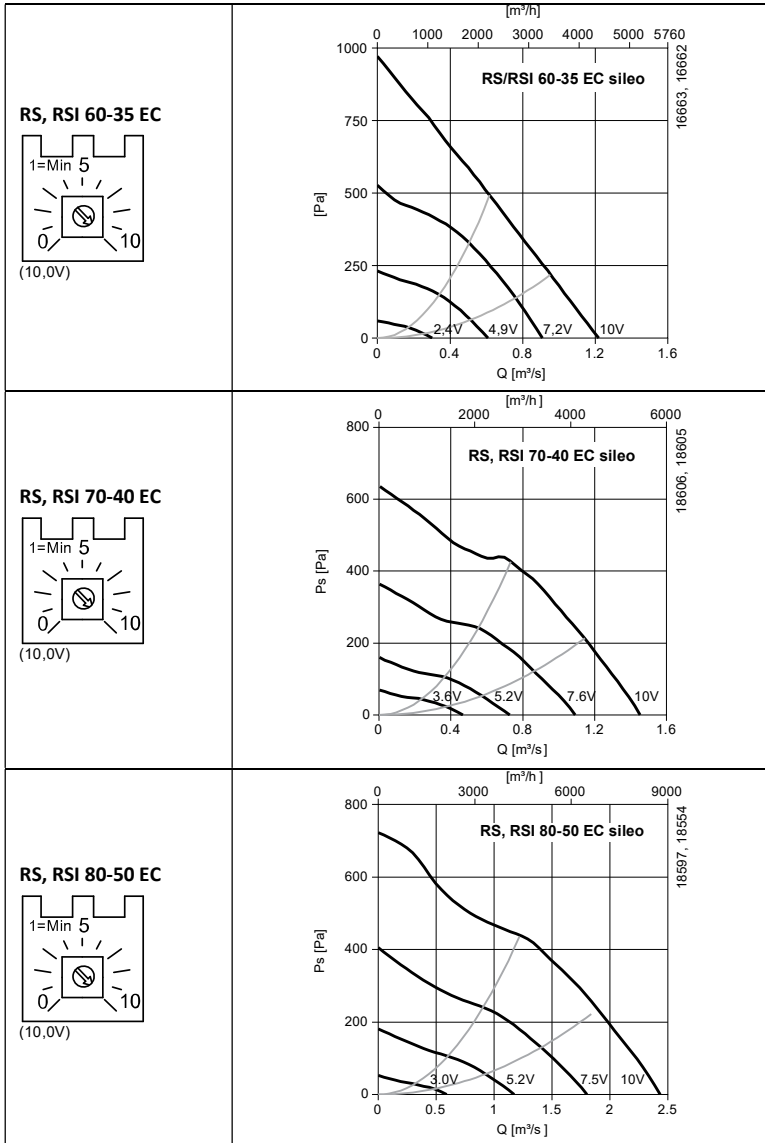 RS, RSI 60-35 EC
1=Min 5
0 10
(10,0V)
[m³/h]
0 1000 2000 3000 4000 5000 5760
RS/RSI 60-35 EC sileo
16663, 16662
[Pa]
1000
750
500
250
0
2,4V 4,9V 7,2V 10V
0 0.4 0.8 1.2 1.6
Q [m³/s]
RS, RSI 70-40 EC
1=Min 5
0 10
(10,0V)
[m³/h ]
0 2000 4000 6000
RS, RSI 70-40 EC sileo
18606, 18605
Ps [Pa]
800
600
400
200
0
3.6V 5.2V 7.6V 10V
0 0.4 0.8 1.2 1.6
Q [m³/s ]
RS, RSI 80-50 EC
1=Min 5
0 10
(10,0V)
[m³/h ]
0 3000 6000 9000
RS, RSI 80-50 EC sileo
18597, 18554
Ps [Pa]
800
600
400
200
0
3.0V 5.2V 7.5V 10V
0 0.5 1 1.5 2 2.5
Q [m³/s ]